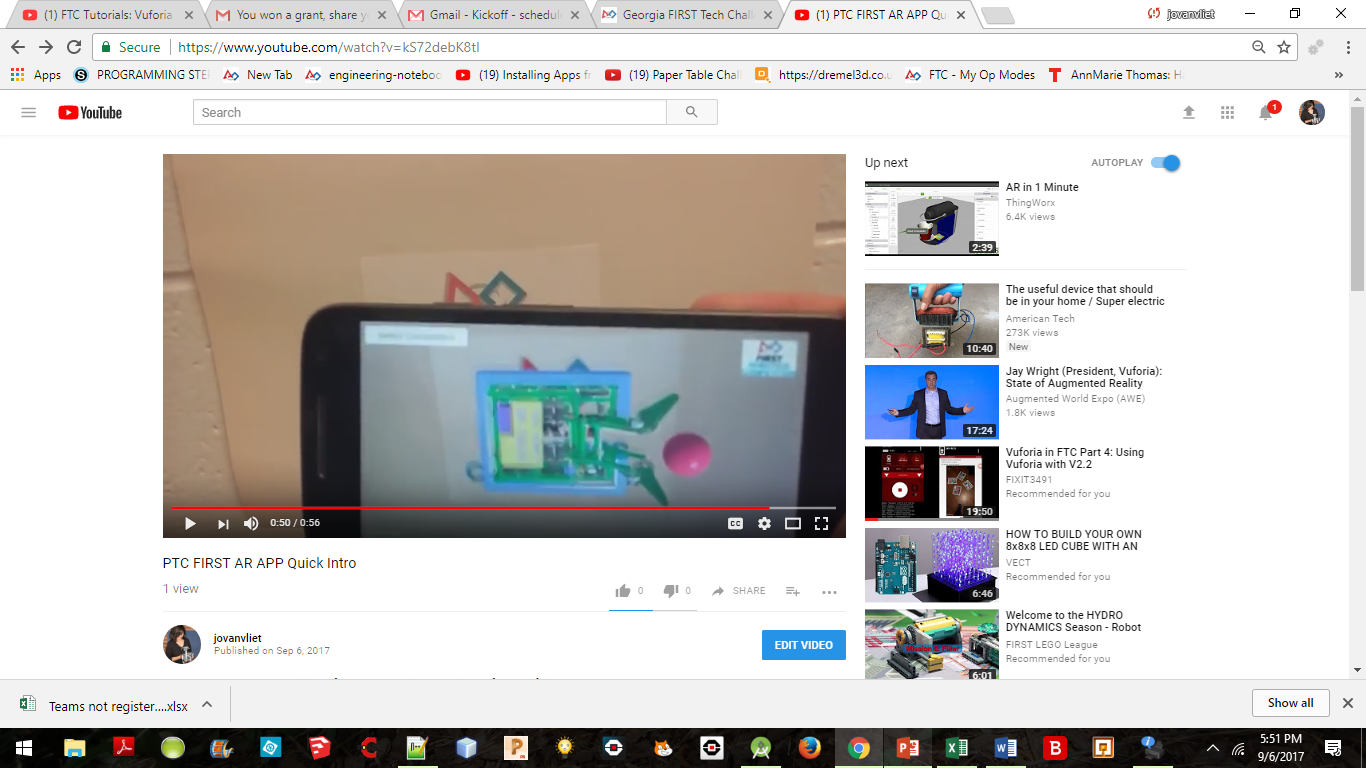 (1) FTC Tutorials: Vuforia
You won a grant, share y
Gmail - Kickoff - schedul
Georgia FIRST Tech Chall
(1) PTC FIRST AR APP Qu
jovanvliet
Secure
https://www.youtube.com/watch?v=kS72debK8tI
Apps
PROGRAMMING STE
New Tab
engineering-noteboo
(19) Installing Apps fr
(19) Paper Table Chal
https://dremel3d.co.u
FTC - My Op Modes
AnnMarie Thomas: H
»
YouTube
Search
1
Up next
AUTOPLAY
AR in 1 Minute
ThingWorx
6.4K views
2:39
The useful device that should
be in your home / Super electric
American Tech
273K views
New
10:40
Jay Wright (President, Vuforia):
State of Augmented Reality
Augmented World Expo (AWE)
1.8K views
17:24
Vuforia in FTC Part 4: Using
Vuforia with V2.2
FIXIT3491
Recommended for you
19:50
HOW TO BUILD YOUR OWN
8x8x8 LED CUBE WITH AN
VECT
Recommended for you
6:46
Welcome to the HYDRO
DYNAMICS Season - Robot
FIRST LEGO League
Recommended for you
6:01
FIRST
0:50 / 0:56
CC
PTC FIRST AR APP Quick Intro
1 view
0
0
SHARE
jovanvliet
Published on Sep 6, 2017
EDIT VIDEO
Teams not register....xlsx
Show all
5:51 PM
9/6/2017